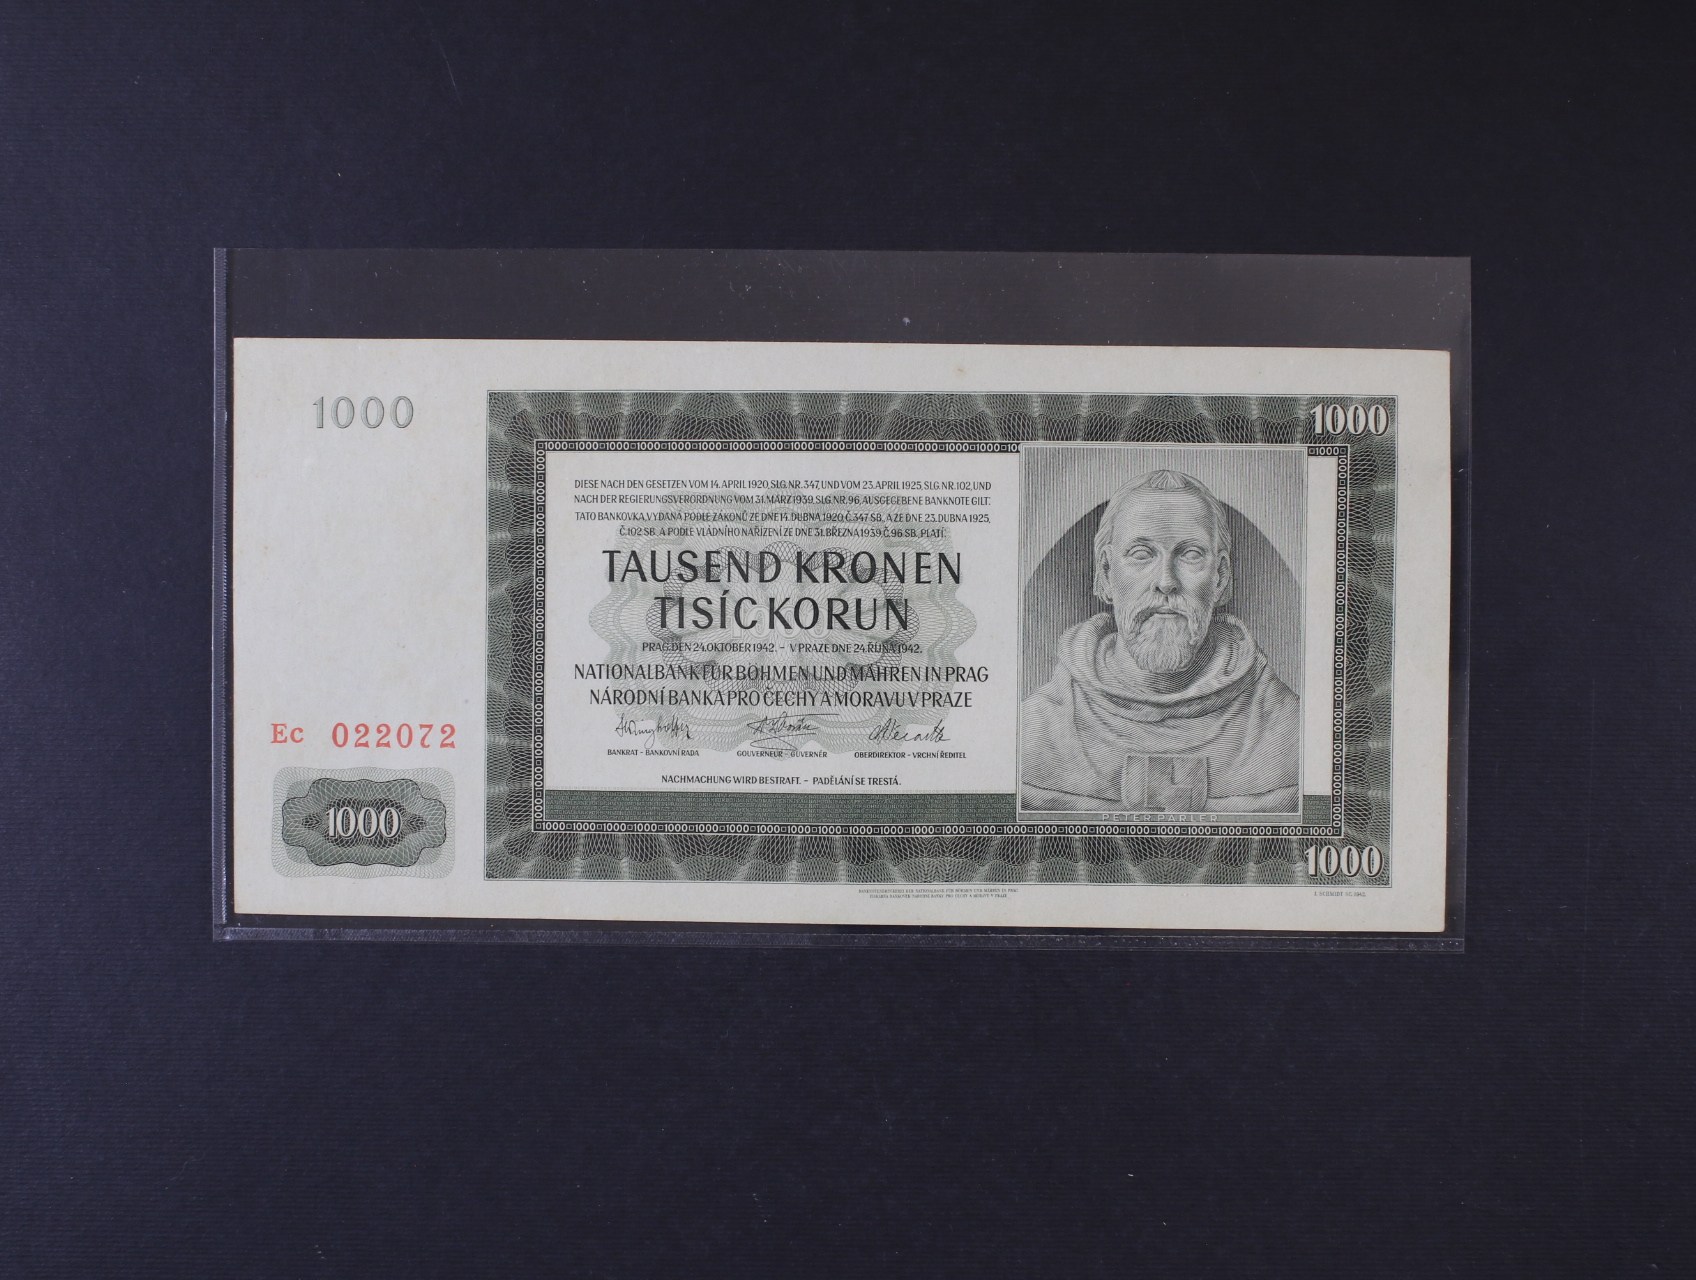 1000
1000
DIESE NACH DEN GESETZEN VOM 14. APRIL 1920, SLG. NR. 347, UND VOM 23. APRIL 1925, SLG. NR. 102, UND
NACH DER REGIERUNGSVERORDNUNG VOM 31. MÄRZ 1939, SLG. NR. 96, AUSGEGEBENE BANKNOTE GILT.
TATO BANKOVKA, VYDANÁ PODLE ZÁKONŮ ZE DNE 14. DUBNA 1920, Č. 347 SB., A ZE DNE 23. DUBNA 1925,
Č. 102 SB., A PODLE VLÁDNÍHO NAŘÍZENÍ ZE DNE 31. BŘEZNA 1939, Č. 96 SB., PLATÍ:
TAUSEND KRONEN
TISÍC KORUN
PRAG, DEN 24. OKTOBER 1942. – V PRAZE DNE 24. ŘÍJNA 1942.
NATIONALBANK FÜR BÖHMEN UND MÄHREN IN PRAG
NÁRODNÍ BANKA PRO ČECHY A MORAVU V PRAZE
BANKRAT – BANKOVNÍ RADA GOUVERNEUR – GUVERNÉR OBERDIREKTOR – VRCHNÍ ŘEDITEL
NACHMACHUNG WIRD BESTRAFT. – PADĚLÁNÍ SE TRESTÁ.
Ec 022072
1000
PETER PARLER
1000
J. SCHMIDT SC. 1942.